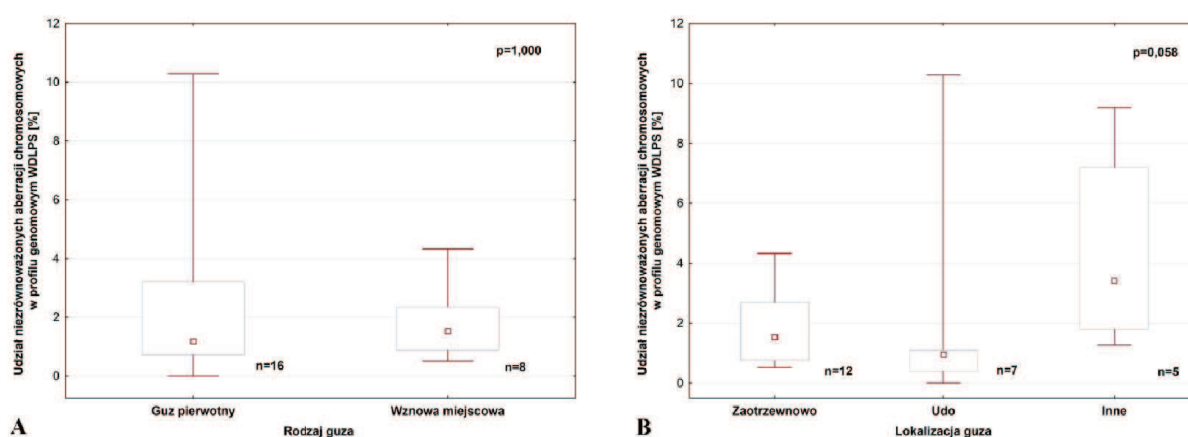 Udział niezrównoważonych aberracji chromosomowych
w profilu genomowym WDLPS [%]
12
10
8
6
4
2
0
p=1,000
n=16
n=8
Guz pierwotny
Wznowa miejscowa
Rodzaj guza
A
Udział niezrównoważonych aberracji chromosomowych
w profilu genomowym WDLPS [%]
12
10
8
6
4
2
0
p=0,058
n=12
n=7
n=5
Zaotrzewnowo
Udo
Inne
Lokalizacja guza
B